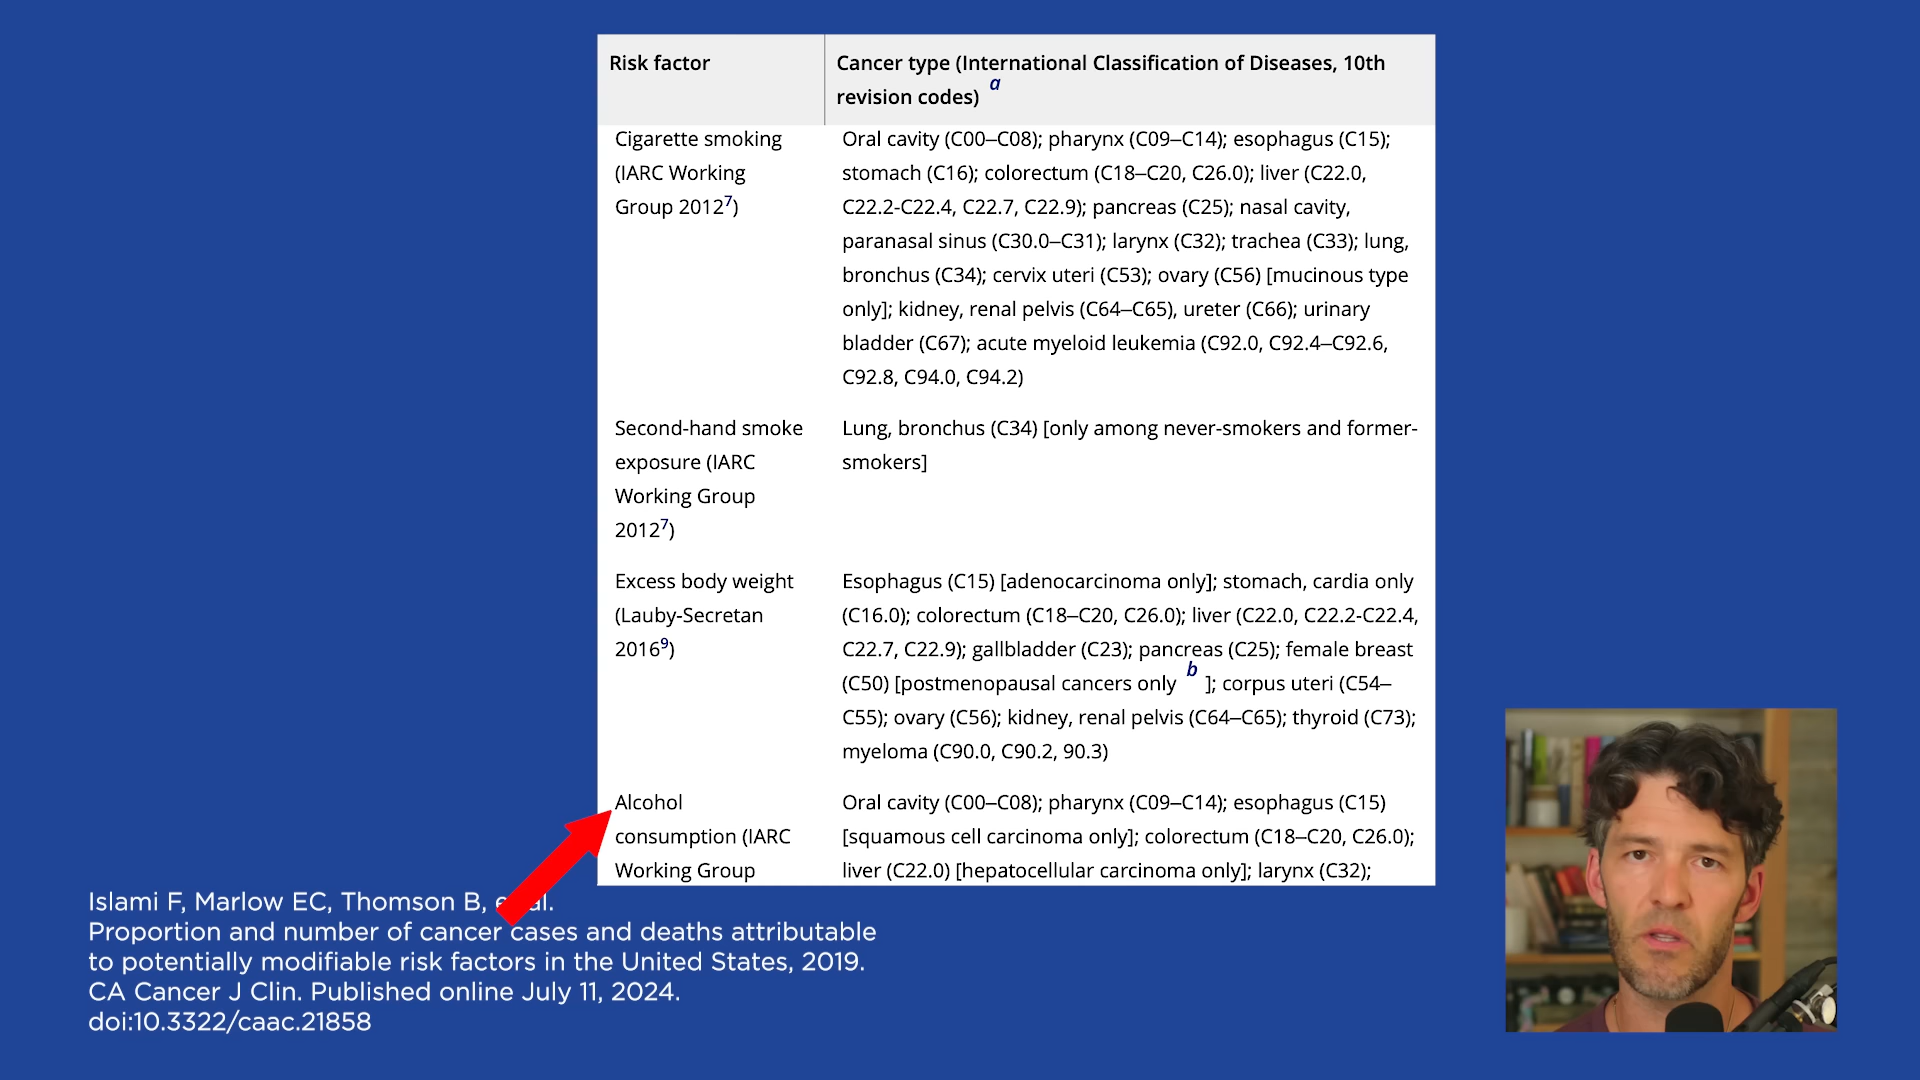 Risk factor
Cancer type (International Classification of Diseases, 10th
revision codes) a
Cigarette smoking
(IARC Working
Group 20127)
Oral cavity (C00–C08); pharynx (C09–C14); esophagus (C15);
stomach (C16); colorectum (C18–C20, C26.0); liver (C22.0,
C22.2-C22.4, C22.7, C22.9); pancreas (C25); nasal cavity,
paranasal sinus (C30.0–C31); larynx (C32); trachea (C33); lung,
bronchus (C34); cervix uteri (C53); ovary (C56) [mucinous type
only]; kidney, renal pelvis (C64–C65), ureter (C66); urinary
bladder (C67); acute myeloid leukemia (C92.0, C92.4–C92.6,
C92.8, C94.0, C94.2)
Second-hand smoke
exposure (IARC
Working Group
20127)
Lung, bronchus (C34) [only among never-smokers and former-
smokers]
Excess body weight
(Lauby-Secretan
20169)
Esophagus (C15) [adenocarcinoma only]; stomach, cardia only
(C16.0); colorectum (C18–C20, C26.0); liver (C22.0, C22.2-C22.4,
C22.7, C22.9); gallbladder (C23); pancreas (C25); female breast
(C50) [postmenopausal cancers only b ]; corpus uteri (C54–
C55); ovary (C56); kidney, renal pelvis (C64–C65); thyroid (C73);
myeloma (C90.0, C90.2, 90.3)
Alcohol
consumption (IARC
Working Group
Oral cavity (C00–C08); pharynx (C09–C14); esophagus (C15)
[squamous cell carcinoma only]; colorectum (C18–C20, C26.0);
liver (C22.0) [hepatocellular carcinoma only]; larynx (C32);
Islami F, Marlow EC, Thomson B, et al.
Proportion and number of cancer cases and deaths attributable
to potentially modifiable risk factors in the United States, 2019.
CA Cancer J Clin. Published online July 11, 2024.
doi:10.3322/caac.21858